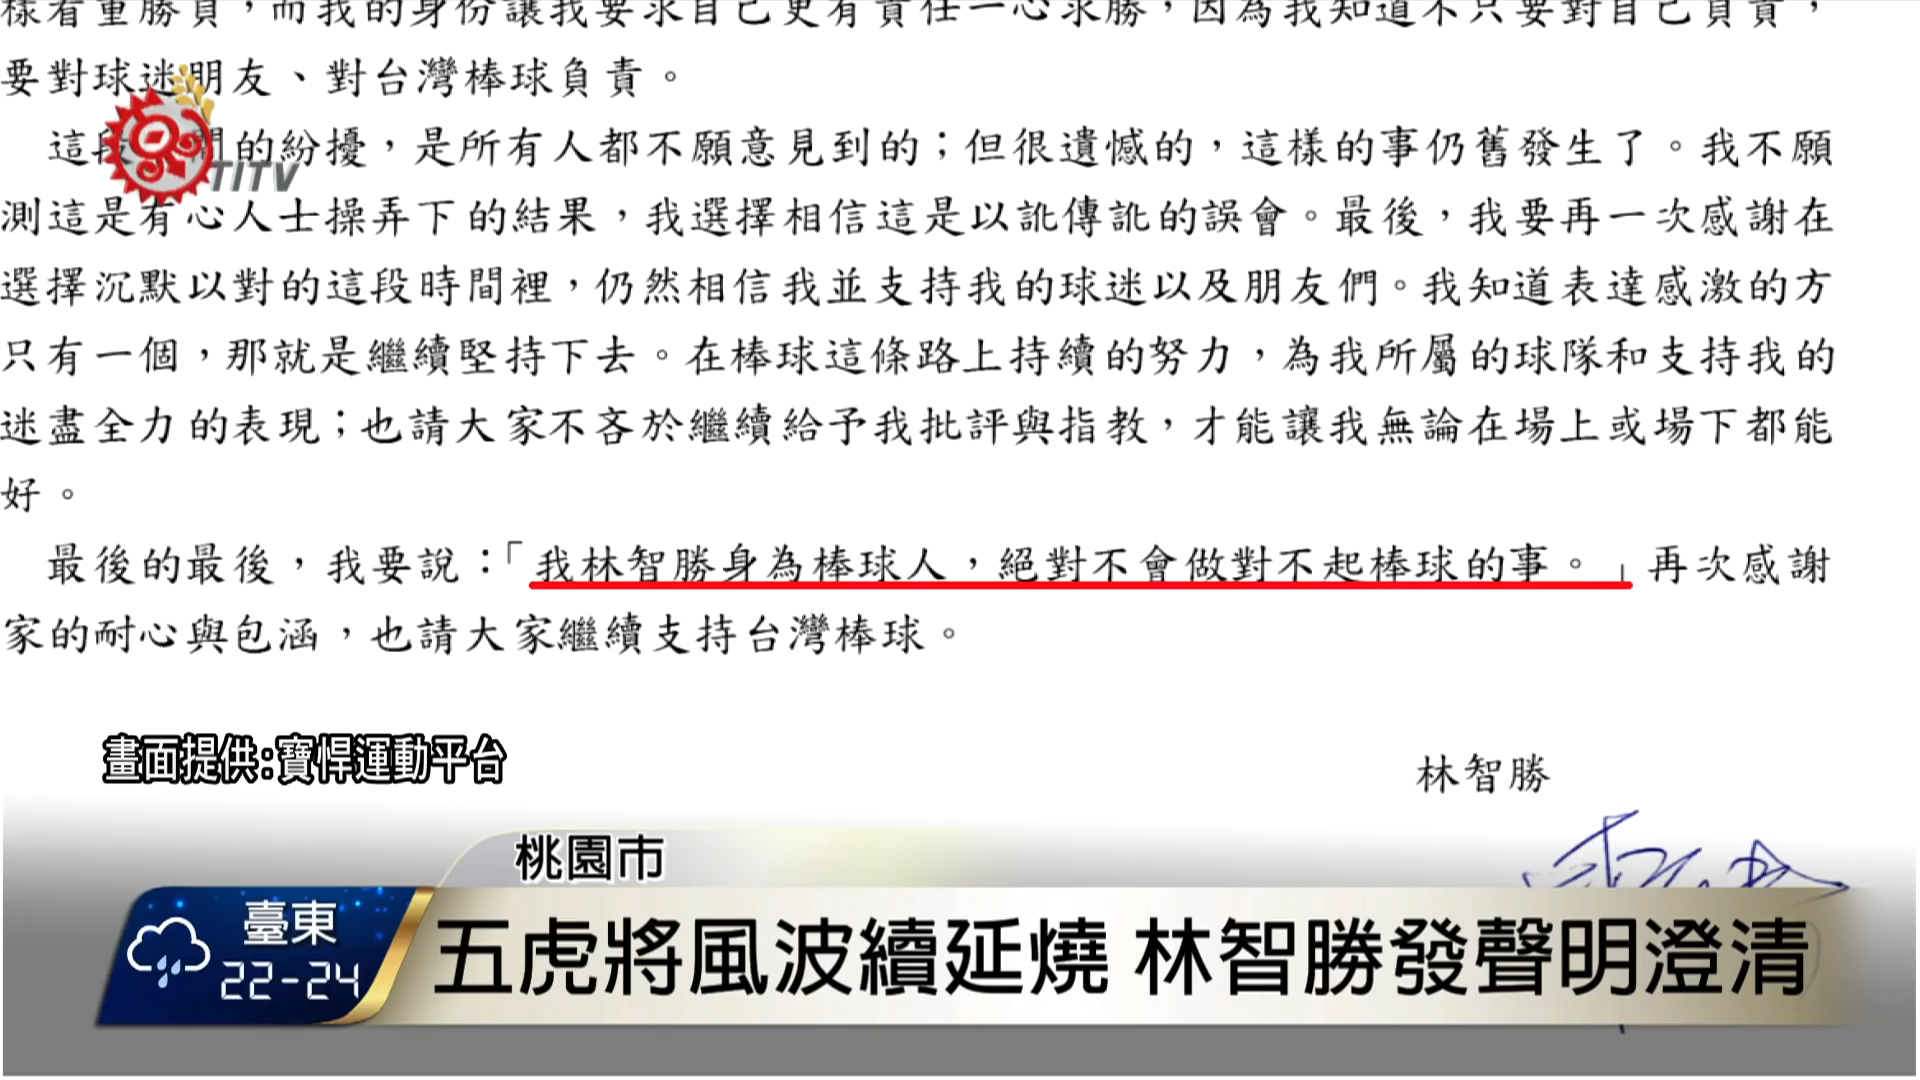 樣看重勝負，而我的身份讓我要求自己更有責任一心求勝，因為我知道不只要對自己負責，
要對球迷朋友、對台灣棒球負責。
這段間的紛擾，是所有人都不願意見到的；但很遺憾的，這樣的事仍舊發生了。我不願
測這是有心人士操弄下的結果，我選擇相信這是以訛傳訛的誤會。最後，我要再一次感謝在
選擇沉默以對的這段時間裡，仍然相信我並支持我的球迷以及朋友們。我知道表達感激的方
只有一個，那就是繼續堅持下去。在棒球這條路上持續的努力，為我所屬的球隊和支持我的
迷盡全力的表現；也請大家不吝於繼續給予我批評與指教，才能讓我無論在場上或場下都能
好。
最後的最後，我要說：「我林智勝身為棒球人，絕對不會做對不起棒球的事。」再次感謝
家的耐心與包涵，也請大家繼續支持台灣棒球。
TITV
畫面提供:寶悍運動平台
林智勝
桃園市
臺東
22-24
五虎將風波續延燒 林智勝發聲明澄清